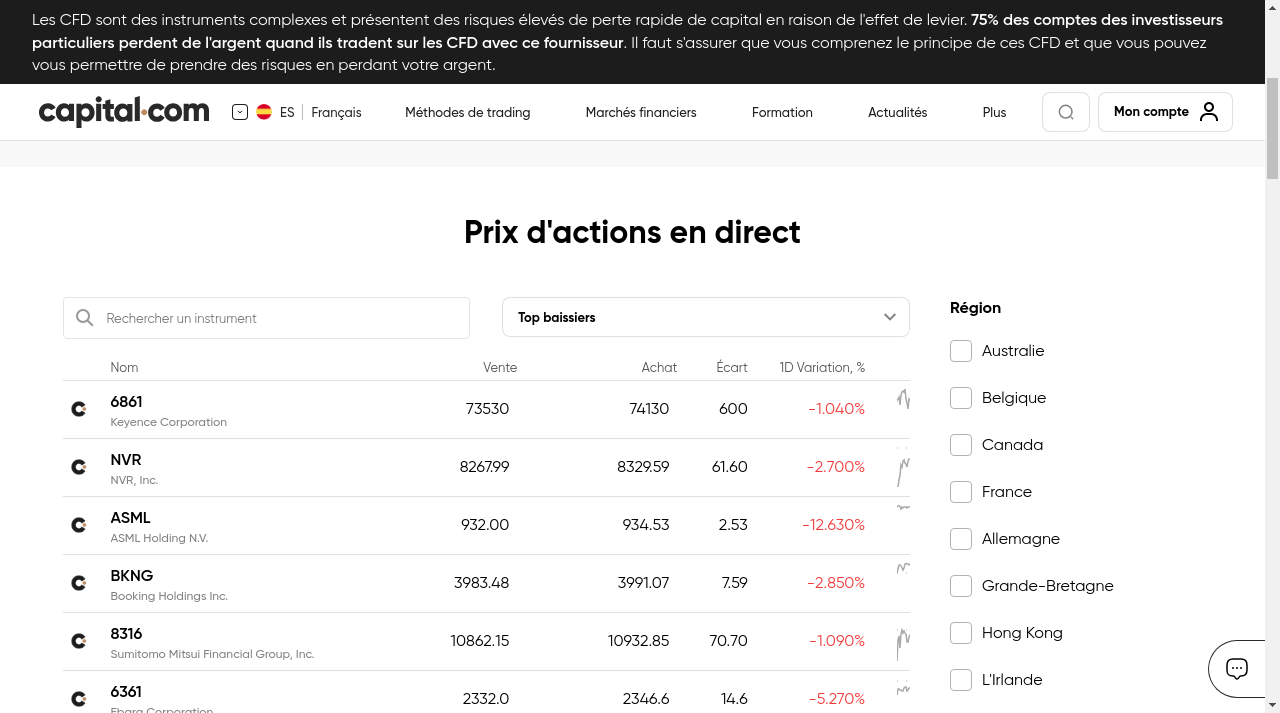 Les CFD sont des instruments complexes et présentent des risques élevés de perte rapide de capital en raison de l'effet de levier. 75% des comptes des investisseurs
particuliers perdent de l'argent quand ils tradent sur les CFD avec ce fournisseur. Il faut s'assurer que vous comprenez le principe de ces CFD et que vous pouvez
vous permettre de prendre des risques en perdant votre argent.
capital.com ES Français Méthodes de trading Marchés financiers Formation Actualités Plus Mon compte
Prix d'actions en direct
Rechercher un instrument
Top baissiers
Nom Vente Achat Écart 1D Variation, %
6861 73530 74130 600 -1.040%
Keyence Corporation
NVR 8267.99 8329.59 61.60 -2.700%
NVR, Inc.
ASML 932.00 934.53 2.53 -12.630%
ASML Holding N.V.
BKNG 3983.48 3991.07 7.59 -2.850%
Booking Holdings Inc.
8316 10862.15 10932.85 70.70 -1.090%
Sumitomo Mitsui Financial Group, Inc.
6361 2332.0 2346.6 14.6 -5.270%
Ebara Corporation
Région
Australie
Belgique
Canada
France
Allemagne
Grande-Bretagne
Hong Kong
L'Irlande